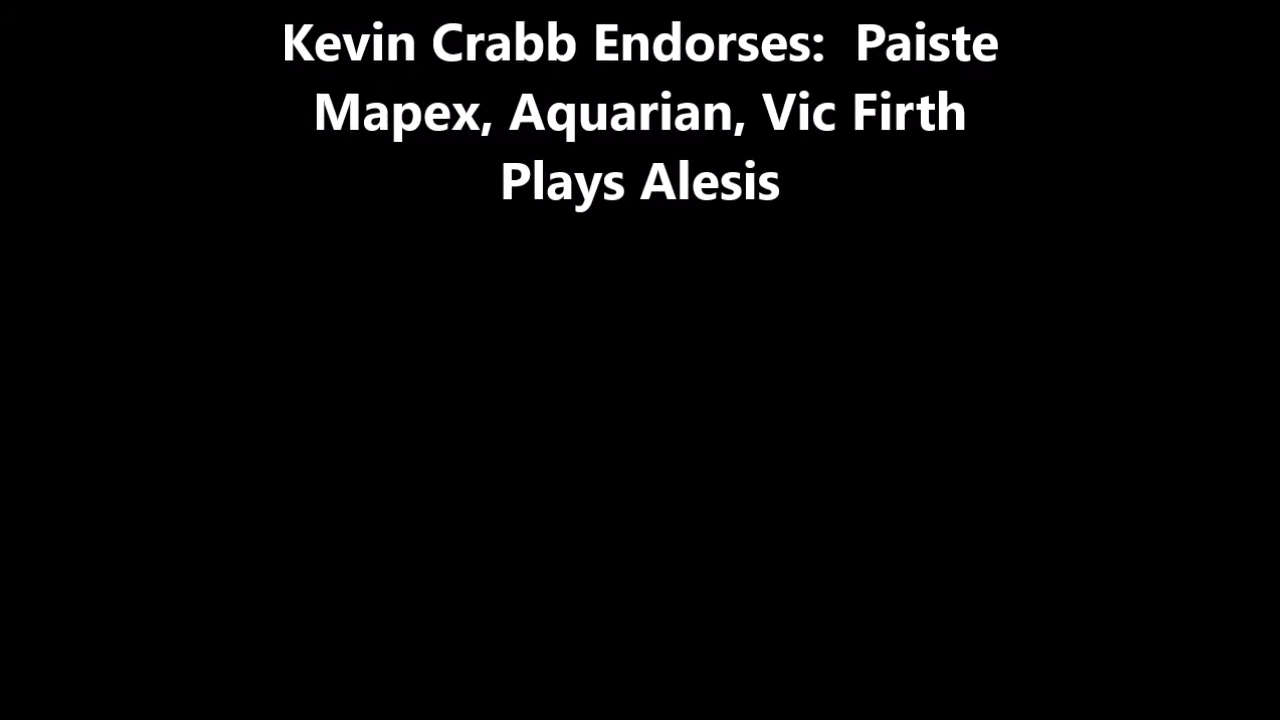 Kevin Crabb Endorses:  Paiste
Mapex, Aquarian, Vic Firth
Plays Alesis